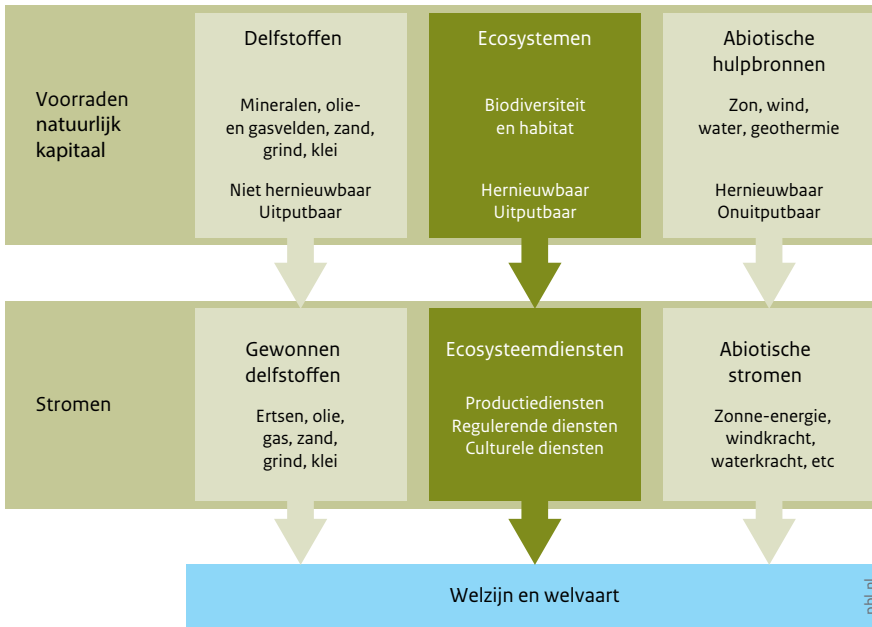 Voorraden
natuurlijk
kapitaal
Delfstoffen
Mineralen, olie-
en gasvelden, zand,
grind, klei
Niet hernieuwbaar
Uitputbaar
Ecosystemen
Biodiversiteit
en habitat
Hernieuwbaar
Uitputbaar
Abiotische
hulpbronnen
Zon, wind,
water, geothermie
Hernieuwbaar
Onuitputbaar
Stromen
Gewonnen
delfstoffen
Ertsen, olie,
gas, zand,
grind, klei
Ecosysteemdiensten
Productiediensten
Regulerende diensten
Culturele diensten
Abiotische
stromen
Zonne-energie,
windkracht,
waterkracht, etc
Welzijn en welvaart
pbl.nl